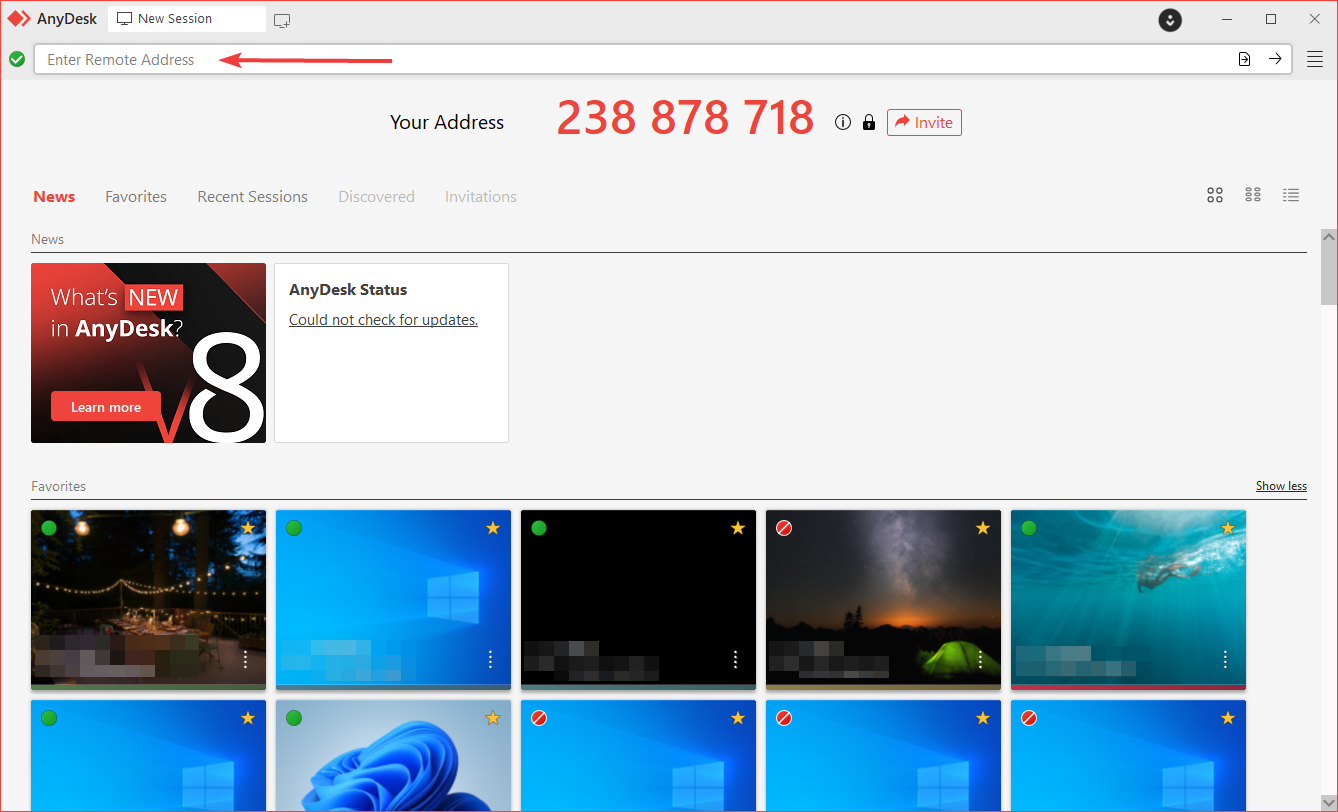 AnyDesk
New Session
Enter Remote Address
Your Address 238 878 718 Invite
News Favorites Recent Sessions Discovered Invitations
News
What's NEW
in AnyDesk?
V8
Learn more
AnyDesk Status
Could not check for updates.
Favorites Show less